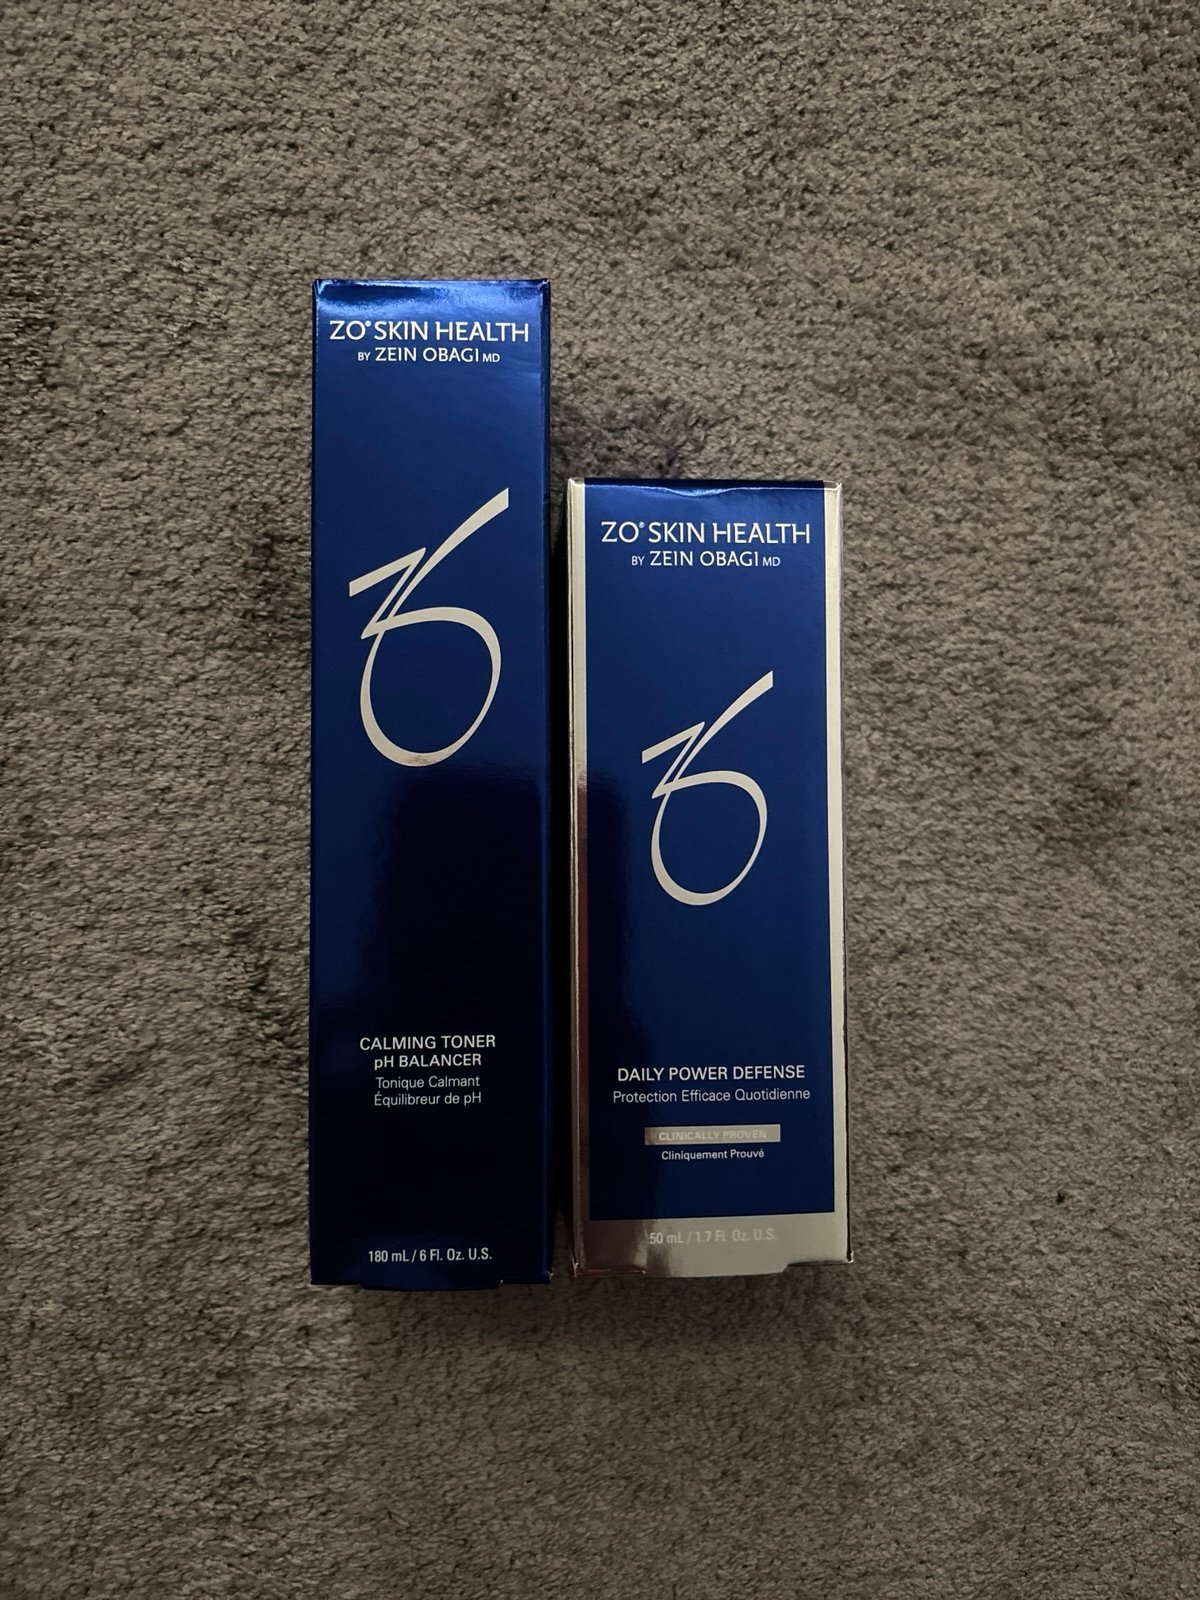 ZO® SKIN HEALTH
BY ZEIN OBAGI MD
CALMING TONER
pH BALANCER
Tonique Calmant
Équilibreur de pH
180 mL / 6 Fl. Oz. U.S.
ZO® SKIN HEALTH
BY ZEIN OBAGI MD
DAILY POWER DEFENSE
Protection Efficace Quotidienne
CLINICALLY PROVEN
Cliniquement Prouvé
50 mL / 1.7 Fl. Oz. U.S.